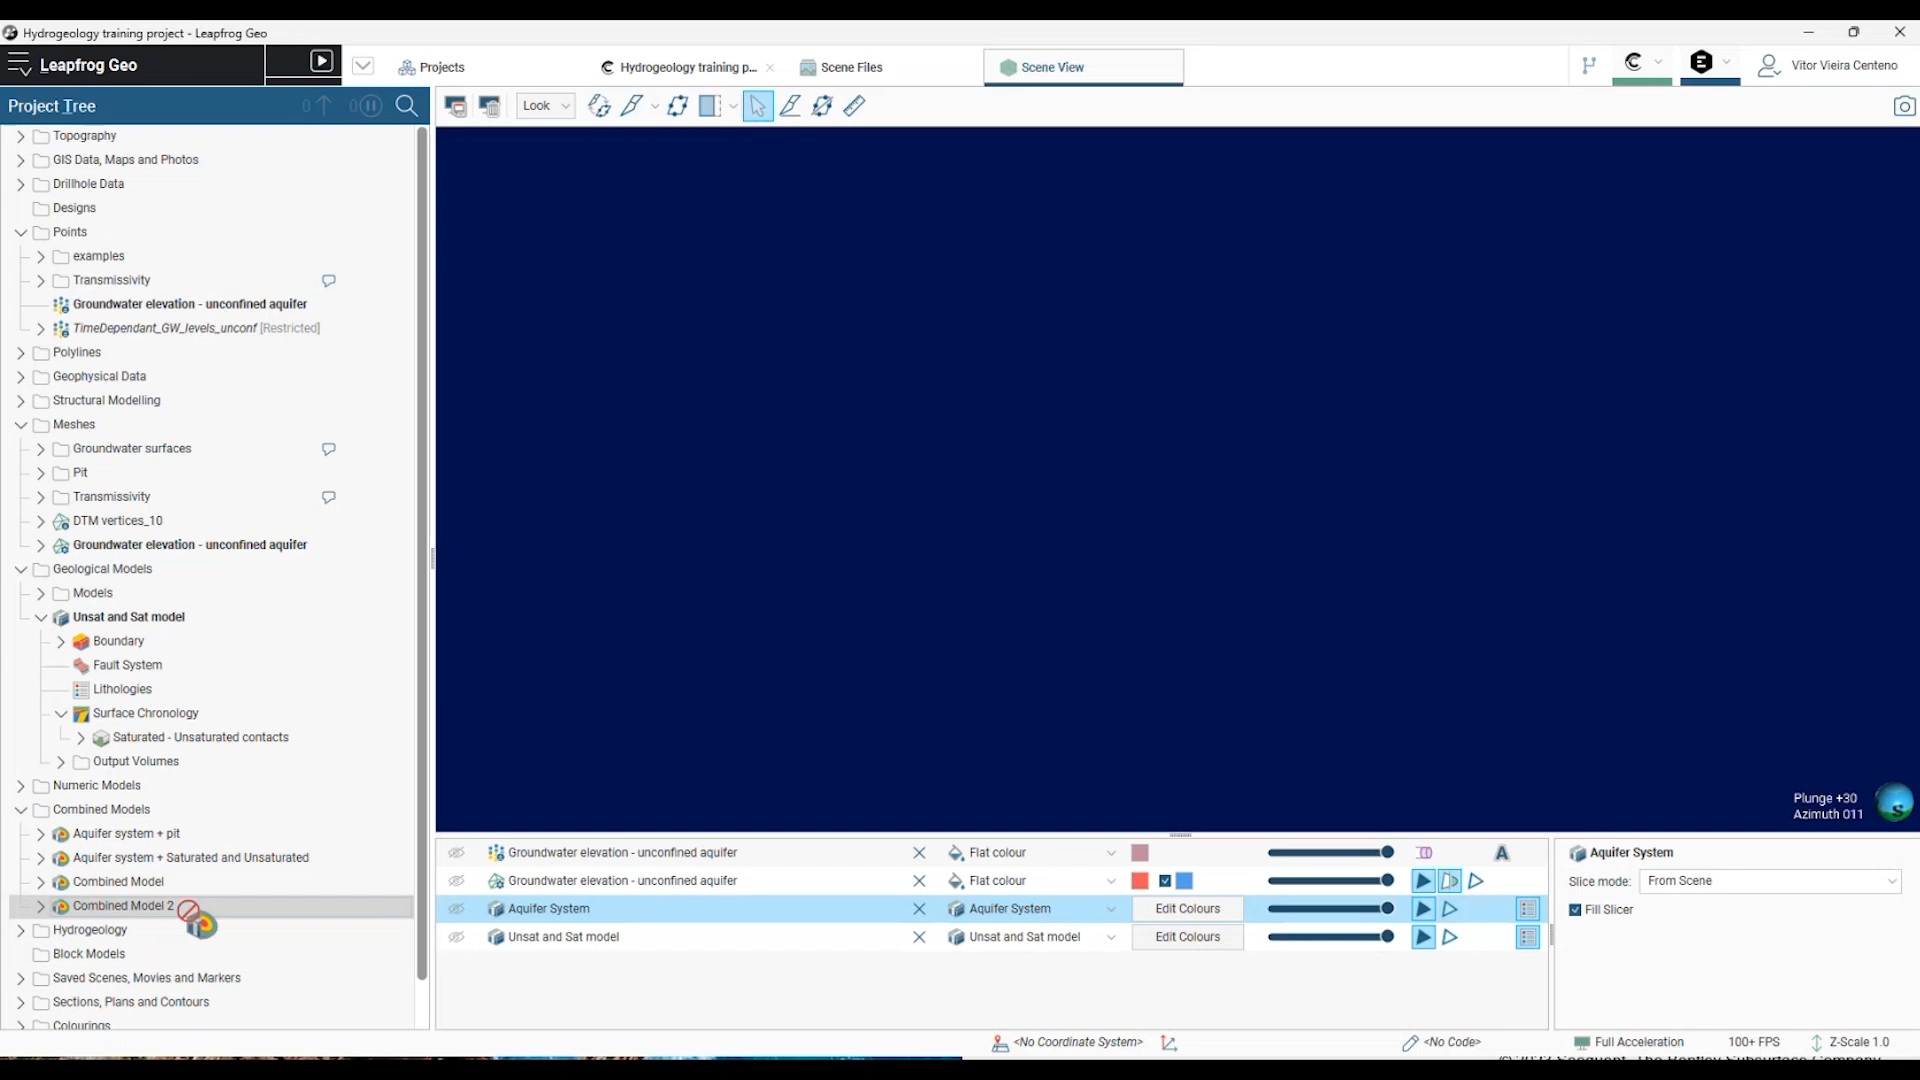 Hydrogeology training project - Leapfrog Geo
Leapfrog Geo
Projects
Hydrogeology training p...
Scene Files
Scene View
Vitor Vieira Centeno
Project Tree
0
0
Look
Topography
GIS Data, Maps and Photos
Drillhole Data
Designs
Points
examples
Transmissivity
Groundwater elevation - unconfined aquifer
TimeDependant_GW_levels_unconf [Restricted]
Polylines
Geophysical Data
Structural Modelling
Meshes
Groundwater surfaces
Pit
Transmissivity
DTM vertices_10
Groundwater elevation - unconfined aquifer
Geological Models
Models
Unsat and Sat model
Boundary
Fault System
Lithologies
Surface Chronology
Saturated - Unsaturated contacts
Output Volumes
Numeric Models
Combined Models
Aquifer system + pit
Aquifer system + Saturated and Unsaturated
Combined Model
Combined Model 2
Hydrogeology
Block Models
Saved Scenes, Movies and Markers
Sections, Plans and Contours
Colourings
Plunge +30
Azimuth 011
Groundwater elevation - unconfined aquifer Flat colour
Groundwater elevation - unconfined aquifer Flat colour
Aquifer System Aquifer System Edit Colours
Unsat and Sat model Unsat and Sat model Edit Colours
Aquifer System
Slice mode: From Scene
Fill Slicer
<No Coordinate System>
<No Code>
Full Acceleration
100+ FPS
Z-Scale 1.0